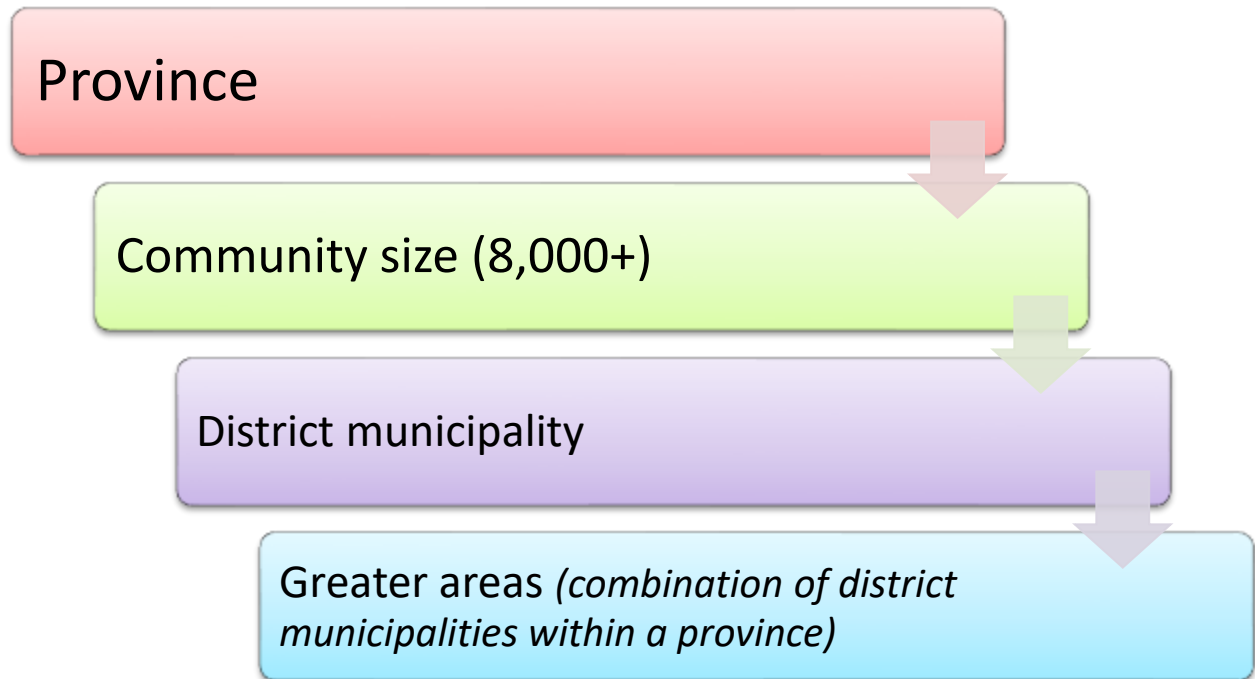 Province
Community size (8,000+)
District municipality
Greater areas (combination of district
municipalities within a province)